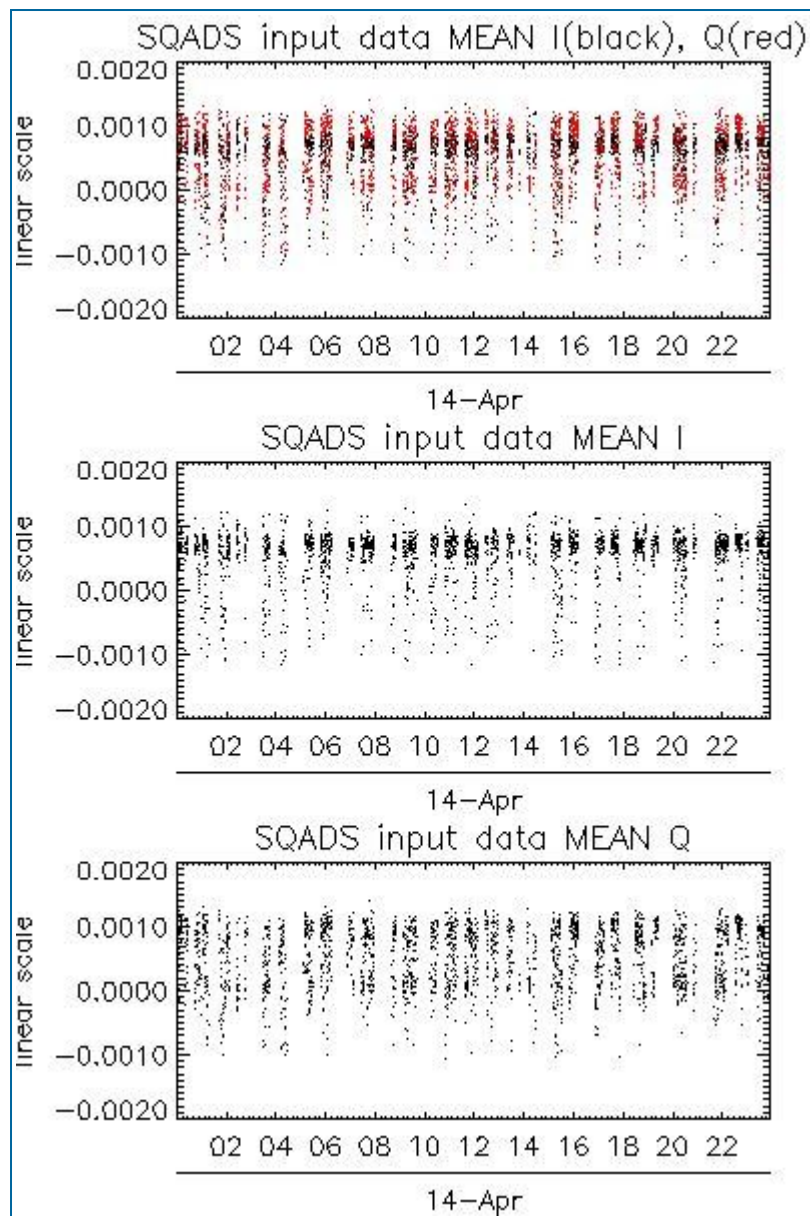 SQADS input data MEAN I(black), Q(red)
0.0020
0.0010
0.0000
−0.0010
−0.0020
linear scale
02 04 06 08 10 12 14 16 18 20 22
14−Apr
SQADS input data MEAN I
0.0020
0.0010
0.0000
−0.0010
−0.0020
linear scale
02 04 06 08 10 12 14 16 18 20 22
14−Apr
SQADS input data MEAN Q
0.0020
0.0010
0.0000
−0.0010
−0.0020
linear scale
02 04 06 08 10 12 14 16 18 20 22
14−Apr